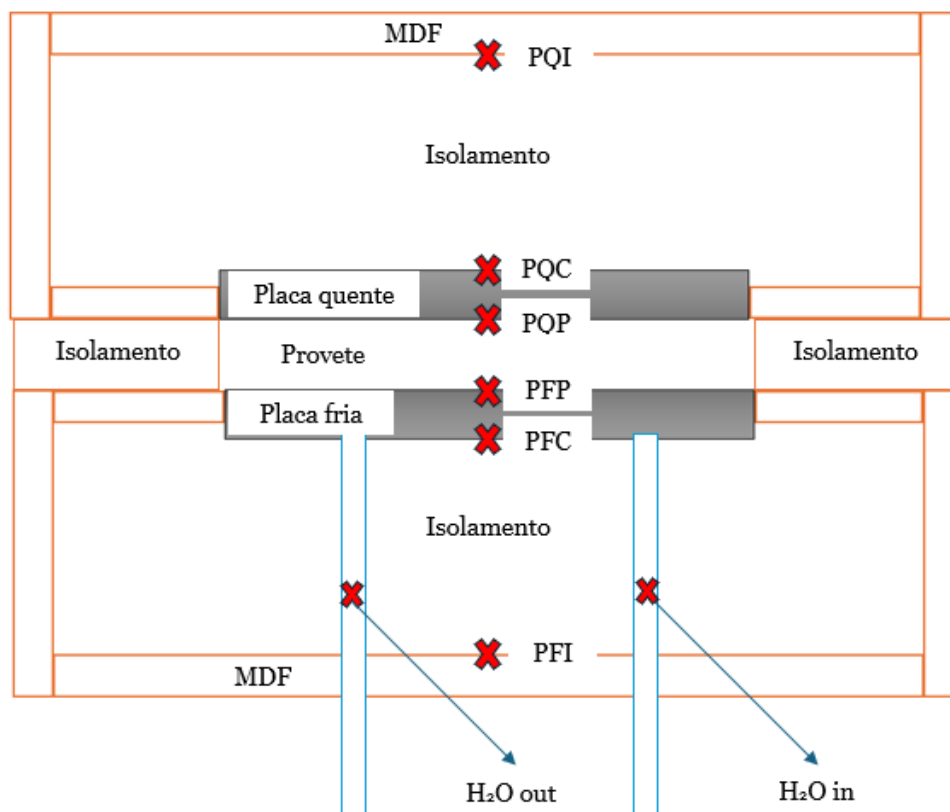 MDF
PQI
Isolamento
PQC
Placa quente
PQP
Isolamento
Provete
Isolamento
PFP
Placa fria
PFC
Isolamento
PFI
MDF
H₂O out
H₂O in